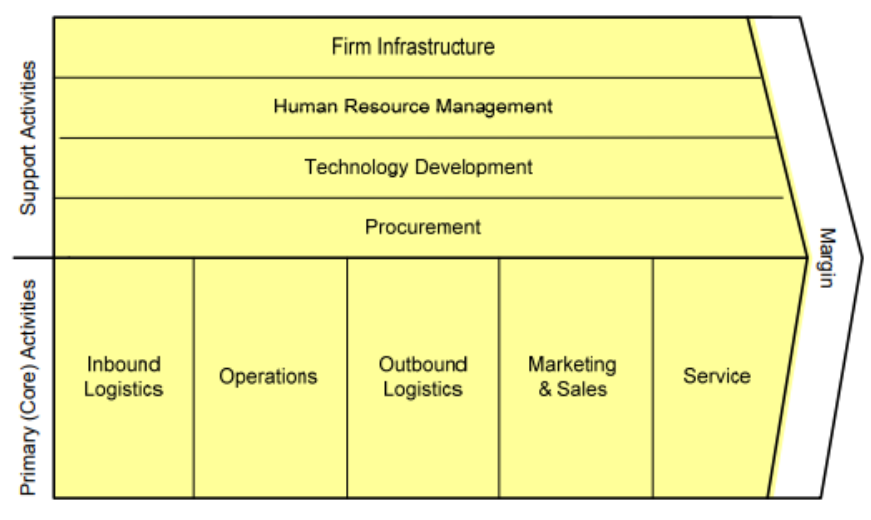 Support Activities
Firm Infrastructure
Human Resource Management
Technology Development
Procurement
Margin
Primary (Core) Activities
Inbound
Logistics
Operations
Outbound
Logistics
Marketing
& Sales
Service